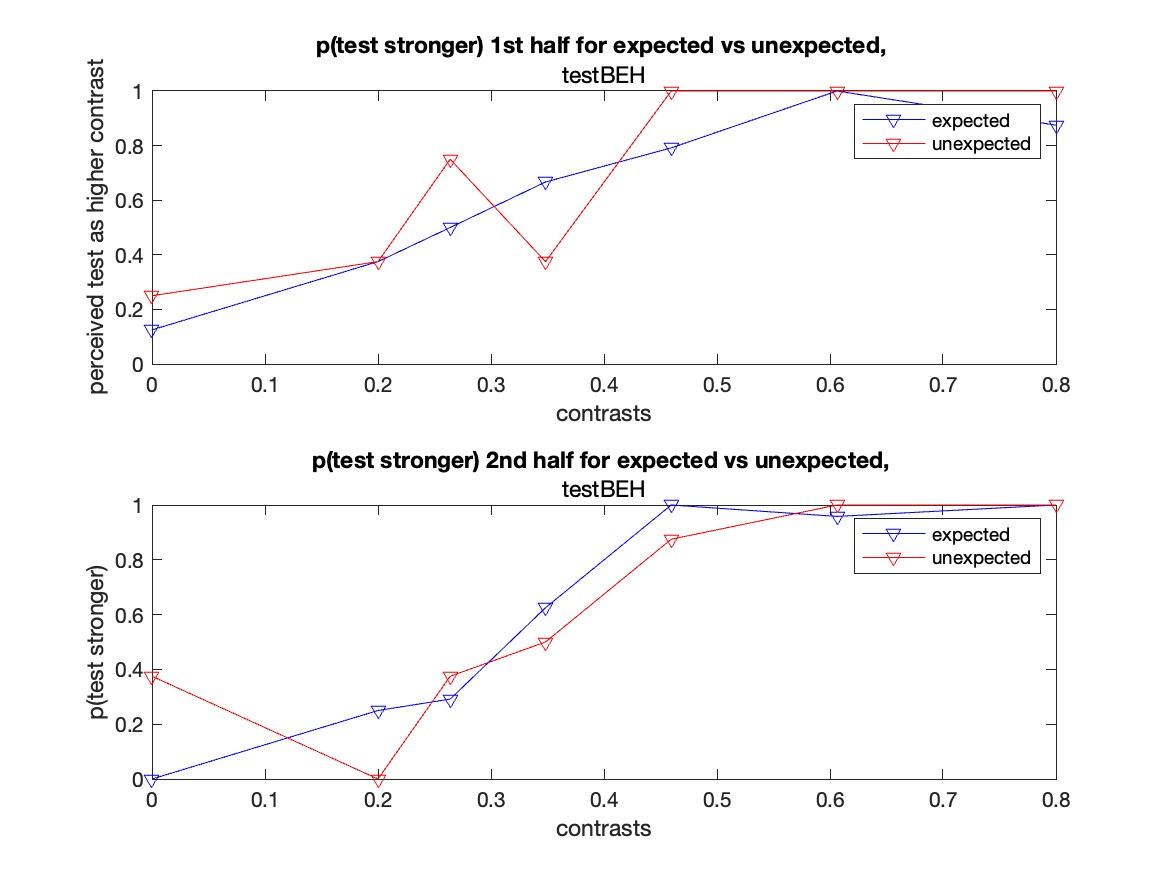 p(test stronger) 1st half for expected vs unexpected,
testBEH
perceived test as higher contrast
1
0.8
0.6
0.4
0.2
0
0 0.1 0.2 0.3 0.4 0.5 0.6 0.7 0.8
contrasts
expected
unexpected
p(test stronger) 2nd half for expected vs unexpected,
testBEH
p(test stronger)
1
0.8
0.6
0.4
0.2
0
0 0.1 0.2 0.3 0.4 0.5 0.6 0.7 0.8
contrasts
expected
unexpected